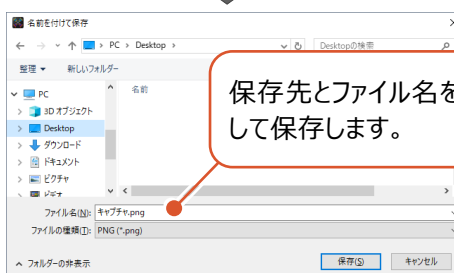 名前を付けて保存
PC > Desktop >
Desktopの検索
整理 新しいフォルダー
PC
3D オブジェクト
Desktop
ダウンロード
ドキュメント
ピクチャ
ビデオ
名前
保存先とファイル名を
して保存します。
ファイル名(N): キャプチャ.png
ファイルの種類(T): PNG (*.png)
フォルダーの非表示
保存(S) キャンセル